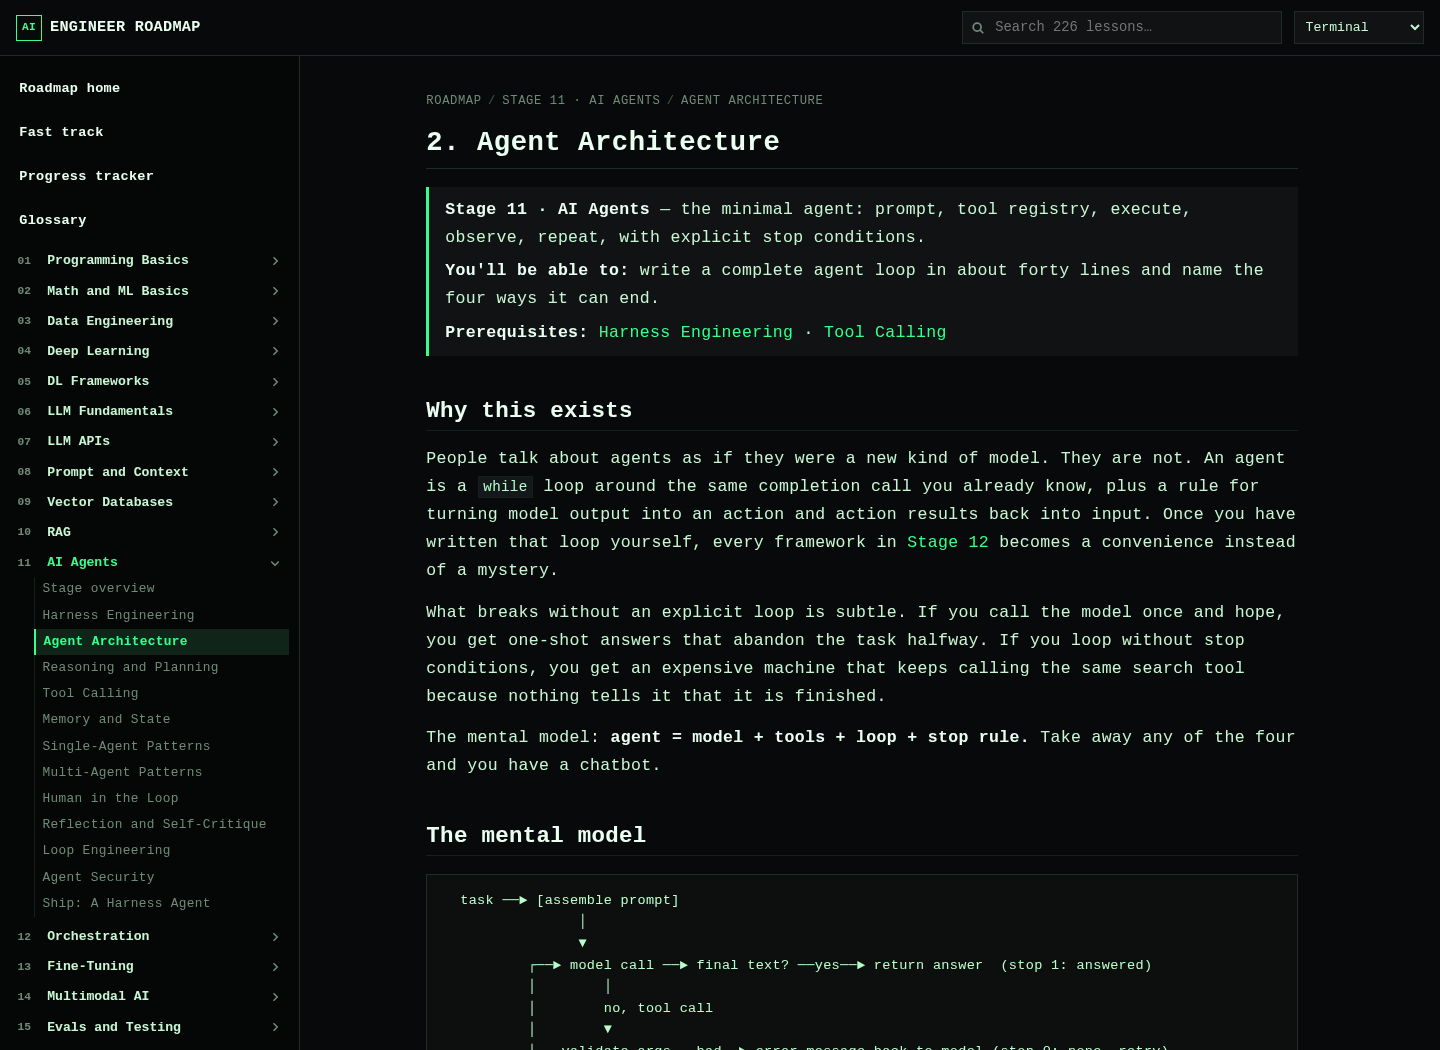 AI ENGINEER ROADMAP
Search 226 lessons…
Terminal
Roadmap home
Fast track
Progress tracker
Glossary
01 Programming Basics
02 Math and ML Basics
03 Data Engineering
04 Deep Learning
05 DL Frameworks
06 LLM Fundamentals
07 LLM APIs
08 Prompt and Context
09 Vector Databases
10 RAG
11 AI Agents
Stage overview
Harness Engineering
Agent Architecture
Reasoning and Planning
Tool Calling
Memory and State
Single-Agent Patterns
Multi-Agent Patterns
Human in the Loop
Reflection and Self-Critique
Loop Engineering
Agent Security
Ship: A Harness Agent
12 Orchestration
13 Fine-Tuning
14 Multimodal AI
15 Evals and Testing
ROADMAP / STAGE 11 · AI AGENTS / AGENT ARCHITECTURE
2. Agent Architecture
Stage 11 · AI Agents — the minimal agent: prompt, tool registry, execute,
observe, repeat, with explicit stop conditions.
You'll be able to: write a complete agent loop in about forty lines and name the
four ways it can end.
Prerequisites: Harness Engineering · Tool Calling
Why this exists
People talk about agents as if they were a new kind of model. They are not. An agent
is a while loop around the same completion call you already know, plus a rule for
turning model output into an action and action results back into input. Once you have
written that loop yourself, every framework in Stage 12 becomes a convenience instead
of a mystery.
What breaks without an explicit loop is subtle. If you call the model once and hope,
you get one-shot answers that abandon the task halfway. If you loop without stop
conditions, you get an expensive machine that keeps calling the same search tool
because nothing tells it that it is finished.
The mental model: agent = model + tools + loop + stop rule. Take away any of the four
and you have a chatbot.
The mental model
task ──▶ [assemble prompt]
│
▼
┌──▶ model call ──▶ final text? ──yes──▶ return answer (stop 1: answered)
│ │
│ no, tool call
│ ▼